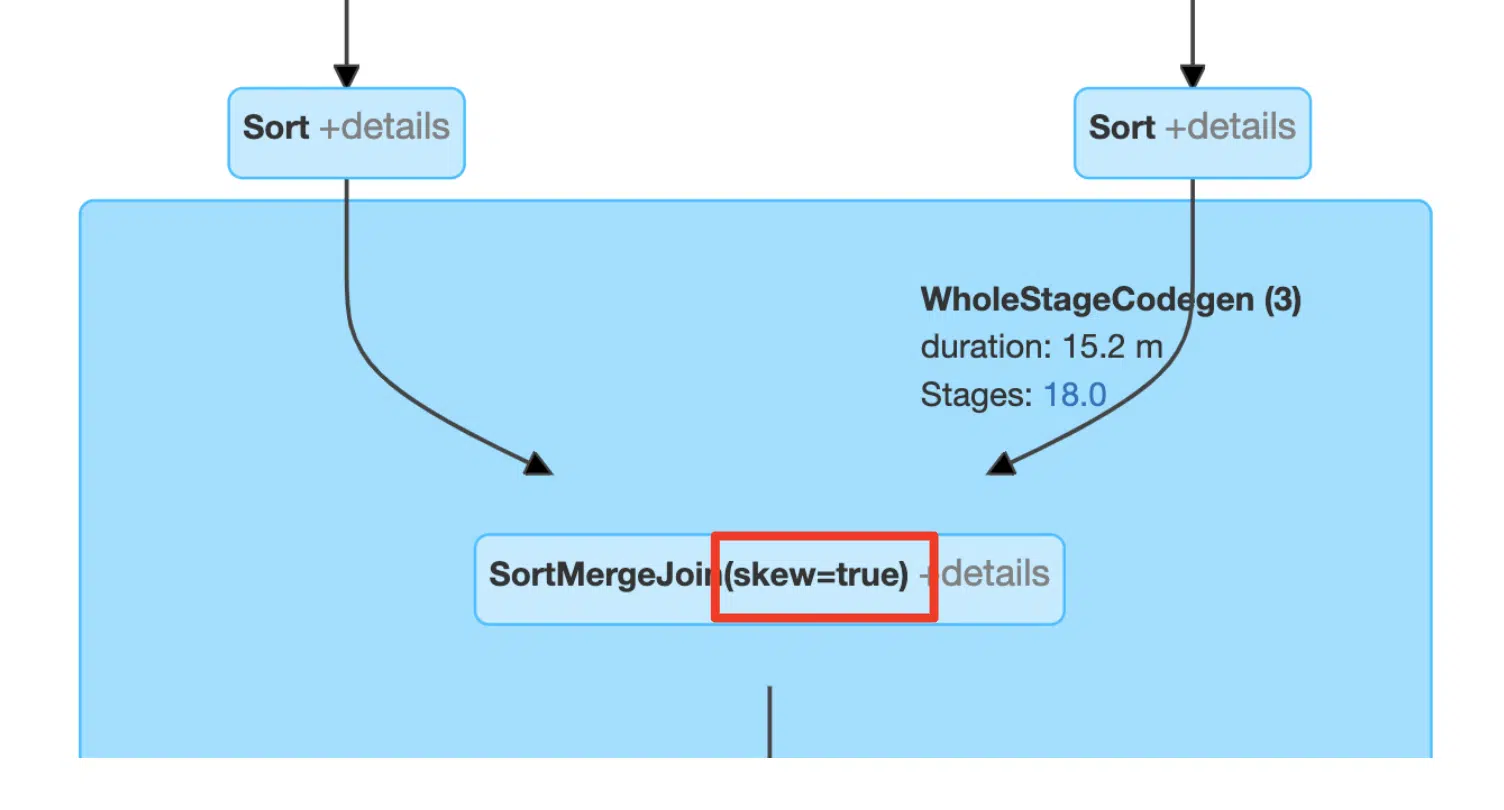 Sort +details
Sort +details
WholeStageCodegen (3)
duration: 15.2 m
Stages: 18.0
SortMergeJoin(skew=true) +details